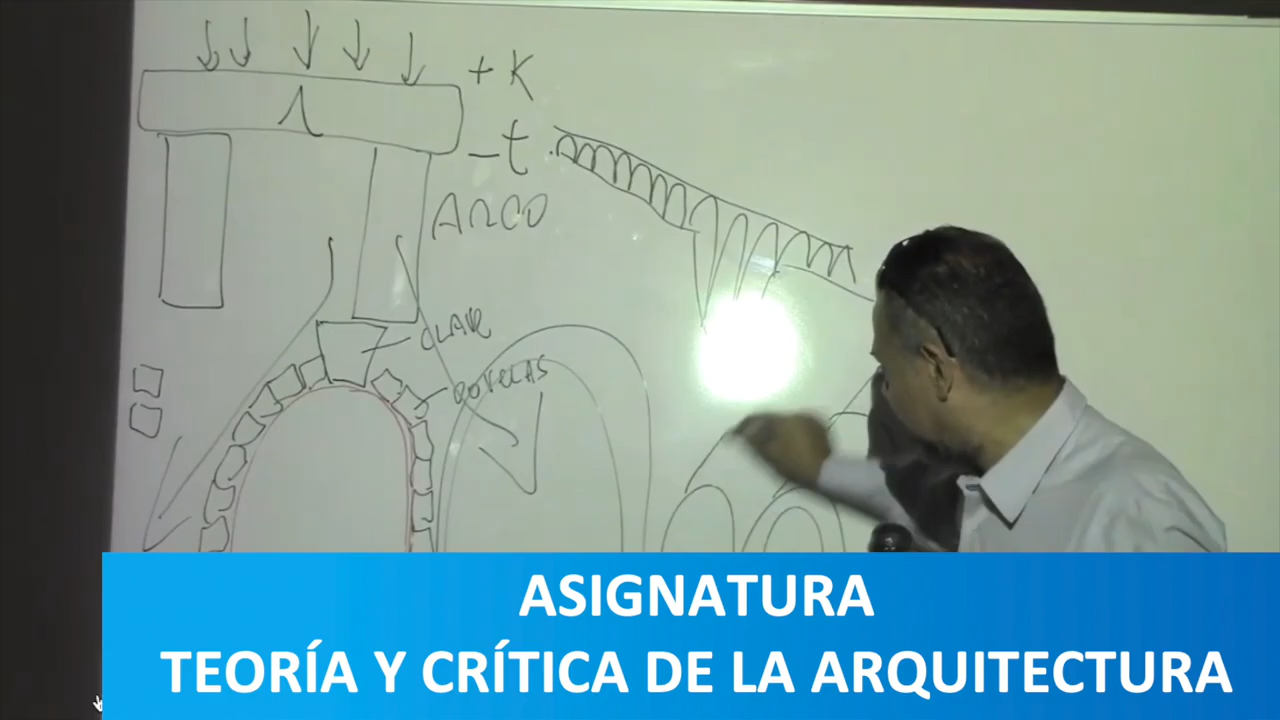 + K
- t
ARCO
CLAVE
DOVELAS
ASIGNATURA
TEORÍA Y CRÍTICA DE LA ARQUITECTURA